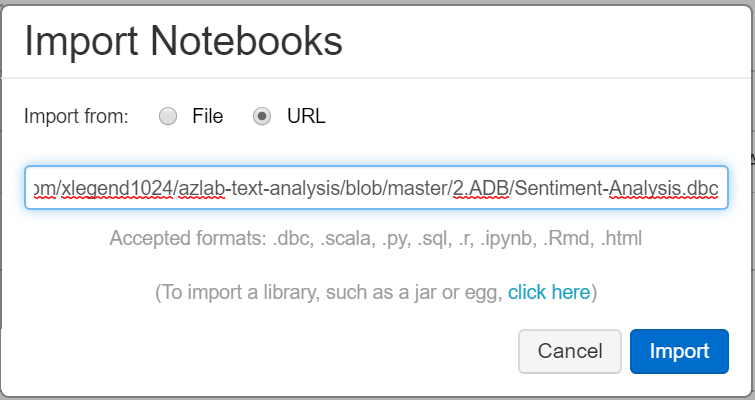 Import Notebooks
Import from: File URL
om/xlegend1024/azlab-text-analysis/blob/master/2.ADB/Sentiment-Analysis.dbc
Accepted formats: .dbc, .scala, .py, .sql, .r, .ipynb, .Rmd, .html
(To import a library, such as a jar or egg, click here)
Cancel Import